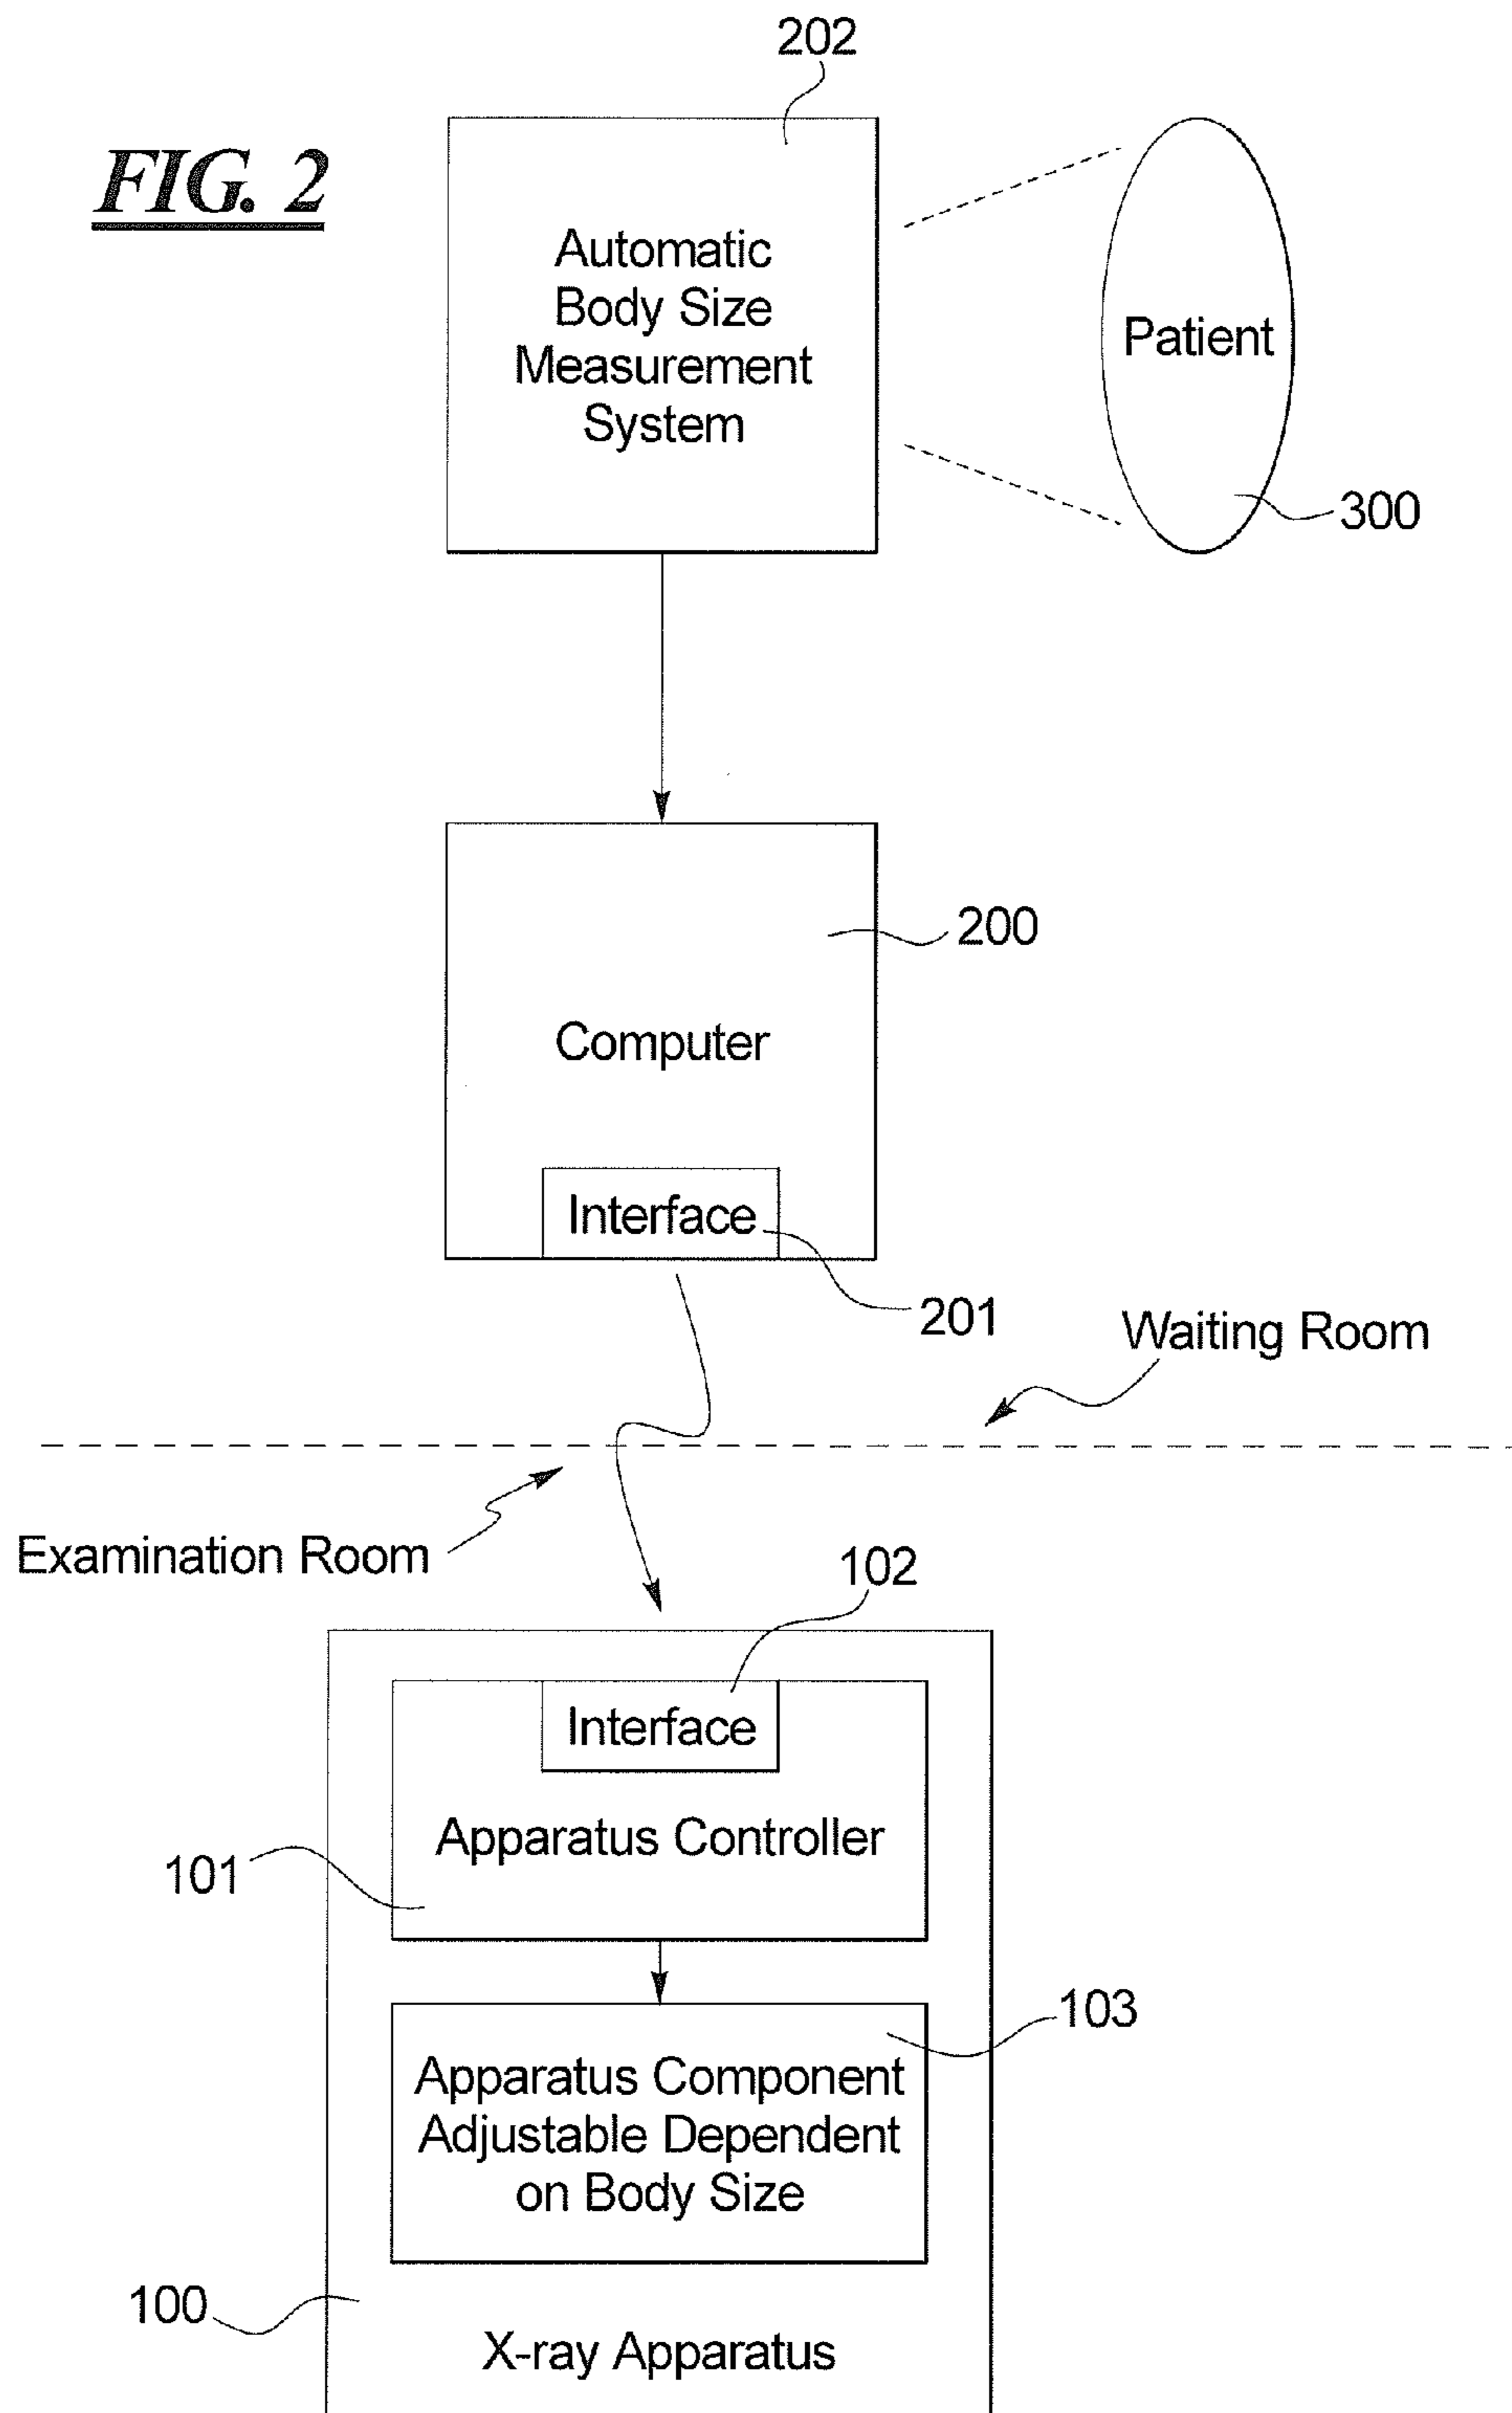 202
FIG. 2
Automatic
Body Size
Measurement
System
Patient
300
200
Computer
Interface
201
Waiting Room
Examination Room
102
Interface
Apparatus Controller
101
103
Apparatus Component
Adjustable Dependent
on Body Size
100
X-ray Apparatus